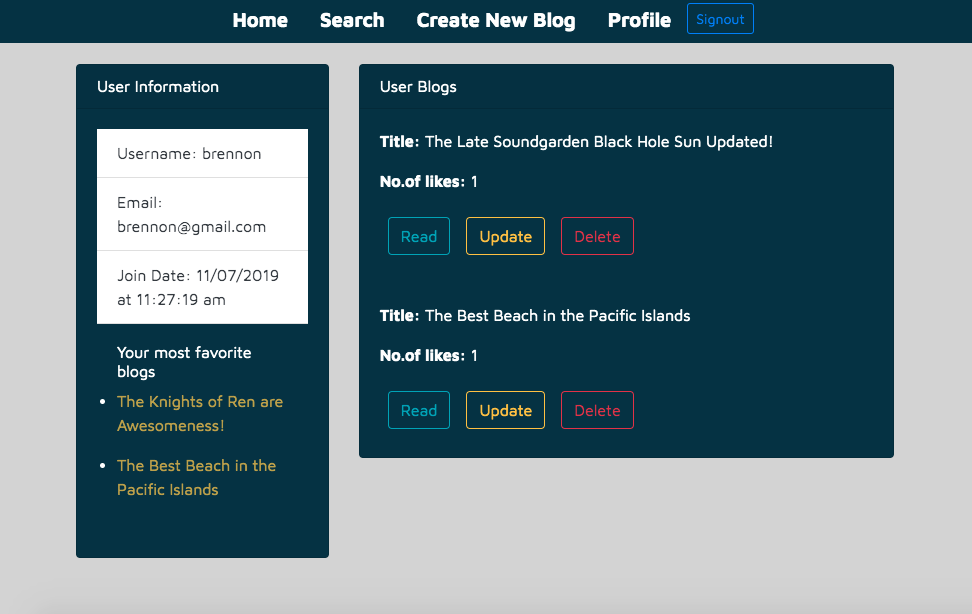 Home Search Create New Blog Profile Signout
User Information
Username: brennon
Email:
brennon@gmail.com
Join Date: 11/07/2019
at 11:27:19 am
Your most favorite
blogs
The Knights of Ren are
Awesomeness!
The Best Beach in the
Pacific Islands
User Blogs
Title: The Late Soundgarden Black Hole Sun Updated!
No.of likes: 1
Read Update Delete
Title: The Best Beach in the Pacific Islands
No.of likes: 1
Read Update Delete